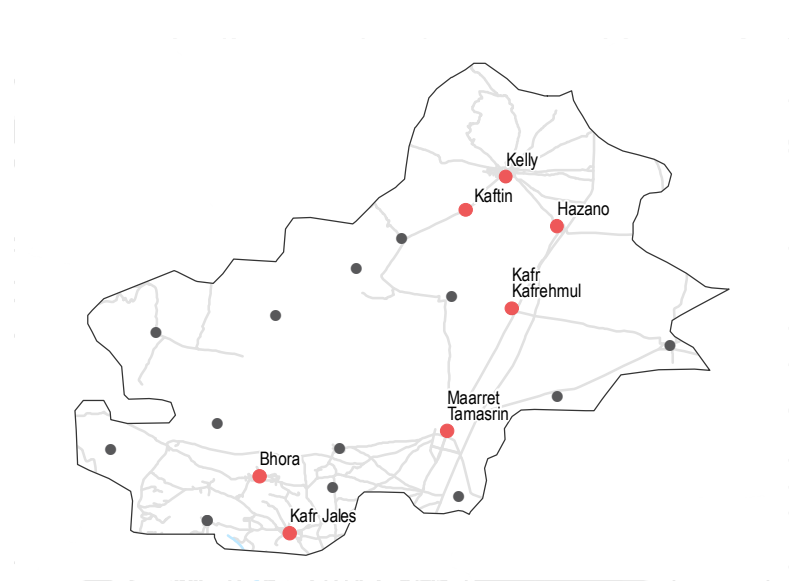 Kelly
Kaftin
Hazano
Kafr
Kafrehmul
Maarret
Tamasrin
Bhora
Kafr Jales